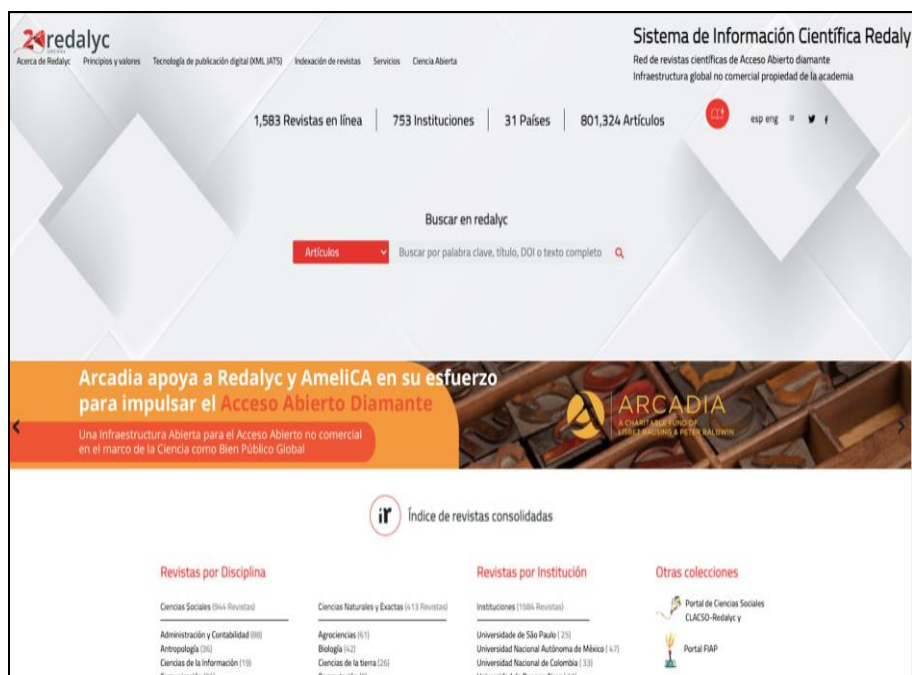 redalyc
Sistema de Información Científica Redaly
Red de revistas científicas de Acceso Abierto diamante
Infraestructura global no comercial propiedad de la academia
Acerca de Redalyc Principios y valores Tecnología de publicación digital (XML JATS) Indexación de revistas Servicios Ciencia Abierta
1,583 Revistas en línea 753 Instituciones 31 Países 801,324 Artículos
esp eng
Buscar en redalyc
Artículos Buscar por palabra clave, título, DOI o texto completo
Arcadia apoya a Redalyc y AmeliCA en su esfuerzo
para impulsar el Acceso Abierto Diamante
Una Infraestructura Abierta para el Acceso Abierto no comercial
en el marco de la Ciencia como Bien Público Global
ARCADIA
A CHARITABLE FUND OF
LISBET RAUSING & PETER BALDWIN
ir Índice de revistas consolidadas
Revistas por Disciplina
Ciencias Sociales (944 Revistas)
Administración y Contabilidad (88)
Antropología (36)
Ciencias de la Información (19)
Ciencias Naturales y Exactas (413 Revistas)
Agrociencias (61)
Biología (42)
Ciencias de la tierra (26)
Revistas por Institución
Instituciones (1584 Revistas)
Universidade de São Paulo ( 25)
Universidad Nacional Autónoma de México ( 47)
Universidad Nacional de Colombia ( 33)
Otras colecciones
Portal de Ciencias Sociales
CLACSO-Redalyc y
Portal FIAP